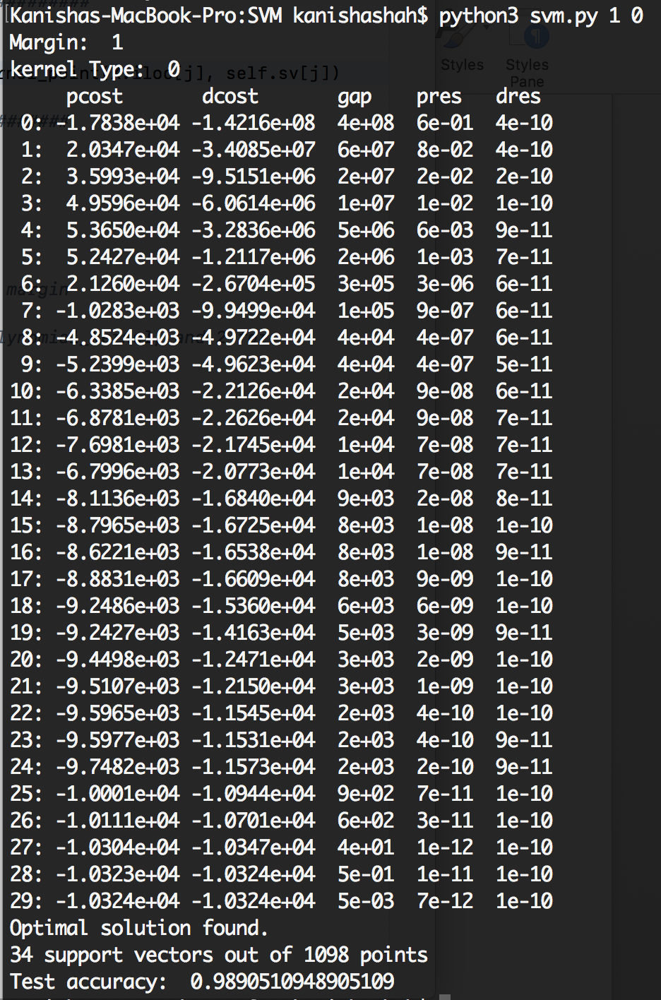 Kanishas-MacBook-Pro:SVM kanishashah$ python3 svm.py 1 0
Margin:  1
kernel Type:  0
[j], self.sv[j])
Styles
Styles
Pane
     pcost       dcost       gap    pres   dres
 0: -1.7838e+04 -1.4216e+08  4e+08  6e-01  4e-10
 1:  2.0347e+04 -3.4085e+07  6e+07  8e-02  4e-10
 2:  3.5993e+04 -9.5151e+06  2e+07  2e-02  2e-10
 3:  4.9596e+04 -6.0614e+06  1e+07  1e-02  1e-10
 4:  5.3650e+04 -3.2836e+06  5e+06  6e-03  9e-11
 5:  5.2427e+04 -1.2117e+06  2e+06  1e-03  7e-11
 6:  2.1260e+04 -2.6704e+05  3e+05  3e-06  6e-11
margin
 7: -1.0283e+03 -9.9499e+04  1e+05  9e-07  6e-11
 8: -4.8524e+03 -4.9722e+04  4e+04  4e-07  6e-11
 9: -5.2399e+03 -4.9623e+04  4e+04  4e-07  5e-11
10: -6.3385e+03 -2.2126e+04  2e+04  9e-08  6e-11
11: -6.8781e+03 -2.2626e+04  2e+04  9e-08  7e-11
12: -7.6981e+03 -2.1745e+04  1e+04  7e-08  7e-11
13: -6.7996e+03 -2.0773e+04  1e+04  7e-08  7e-11
14: -8.1136e+03 -1.6840e+04  9e+03  2e-08  8e-11
15: -8.7965e+03 -1.6725e+04  8e+03  1e-08  1e-10
16: -8.6221e+03 -1.6538e+04  8e+03  1e-08  9e-11
17: -8.8831e+03 -1.6609e+04  8e+03  9e-09  1e-10
18: -9.2486e+03 -1.5360e+04  6e+03  6e-09  1e-10
19: -9.2427e+03 -1.4163e+04  5e+03  3e-09  9e-11
20: -9.4498e+03 -1.2471e+04  3e+03  2e-09  1e-10
21: -9.5107e+03 -1.2150e+04  3e+03  1e-09  1e-10
22: -9.5965e+03 -1.1545e+04  2e+03  4e-10  1e-10
23: -9.5977e+03 -1.1531e+04  2e+03  4e-10  9e-11
24: -9.7482e+03 -1.1573e+04  2e+03  2e-10  9e-11
25: -1.0001e+04 -1.0944e+04  9e+02  7e-11  1e-10
26: -1.0111e+04 -1.0701e+04  6e+02  3e-11  1e-10
27: -1.0304e+04 -1.0347e+04  4e+01  1e-12  1e-10
28: -1.0323e+04 -1.0324e+04  5e-01  1e-11  1e-10
29: -1.0324e+04 -1.0324e+04  5e-03  7e-12  1e-10
Optimal solution found.
34 support vectors out of 1098 points
Test accuracy:  0.9890510948905109